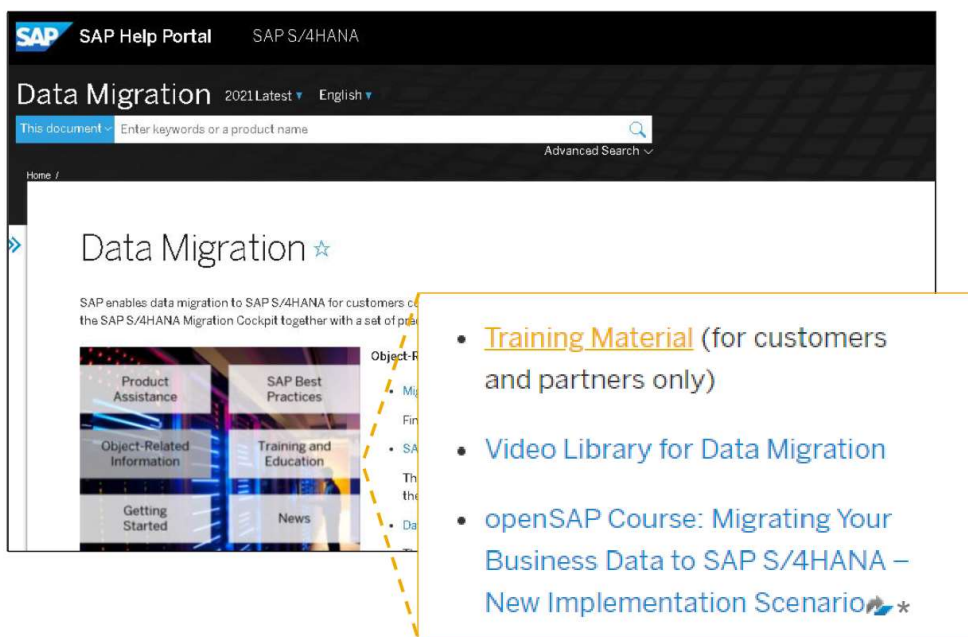 SAP SAP Help Portal SAP S/4HANA
Data Migration 2021 Latest English
This document Enter keywords or a product name
Advanced Search
Home /
Data Migration
SAP enables data migration to SAP S/4HANA for customers
the SAP S/4HANA Migration Cockpit together with a set of
Product
Assistance
SAP Best
Practices
Object-Related
Information
Training and
Education
Getting
Started
News
• Training Material (for customers
and partners only)
• Video Library for Data Migration
• openSAP Course: Migrating Your
Business Data to SAP S/4HANA –
New Implementation Scenario *